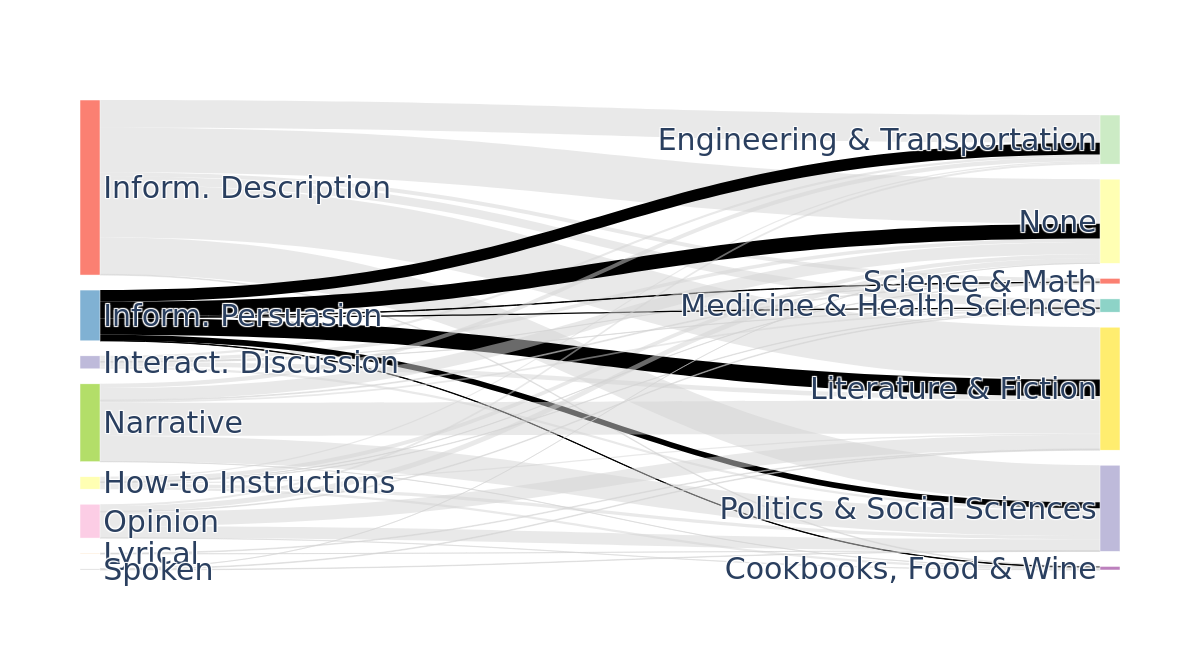 Inform. Description
Inform. Persuasion
Interact. Discussion
Narrative
How-to Instructions
Opinion
Lyrical
Spoken
Engineering & Transportation
None
Science & Math
Medicine & Health Sciences
Literature & Fiction
Politics & Social Sciences
Cookbooks, Food & Wine